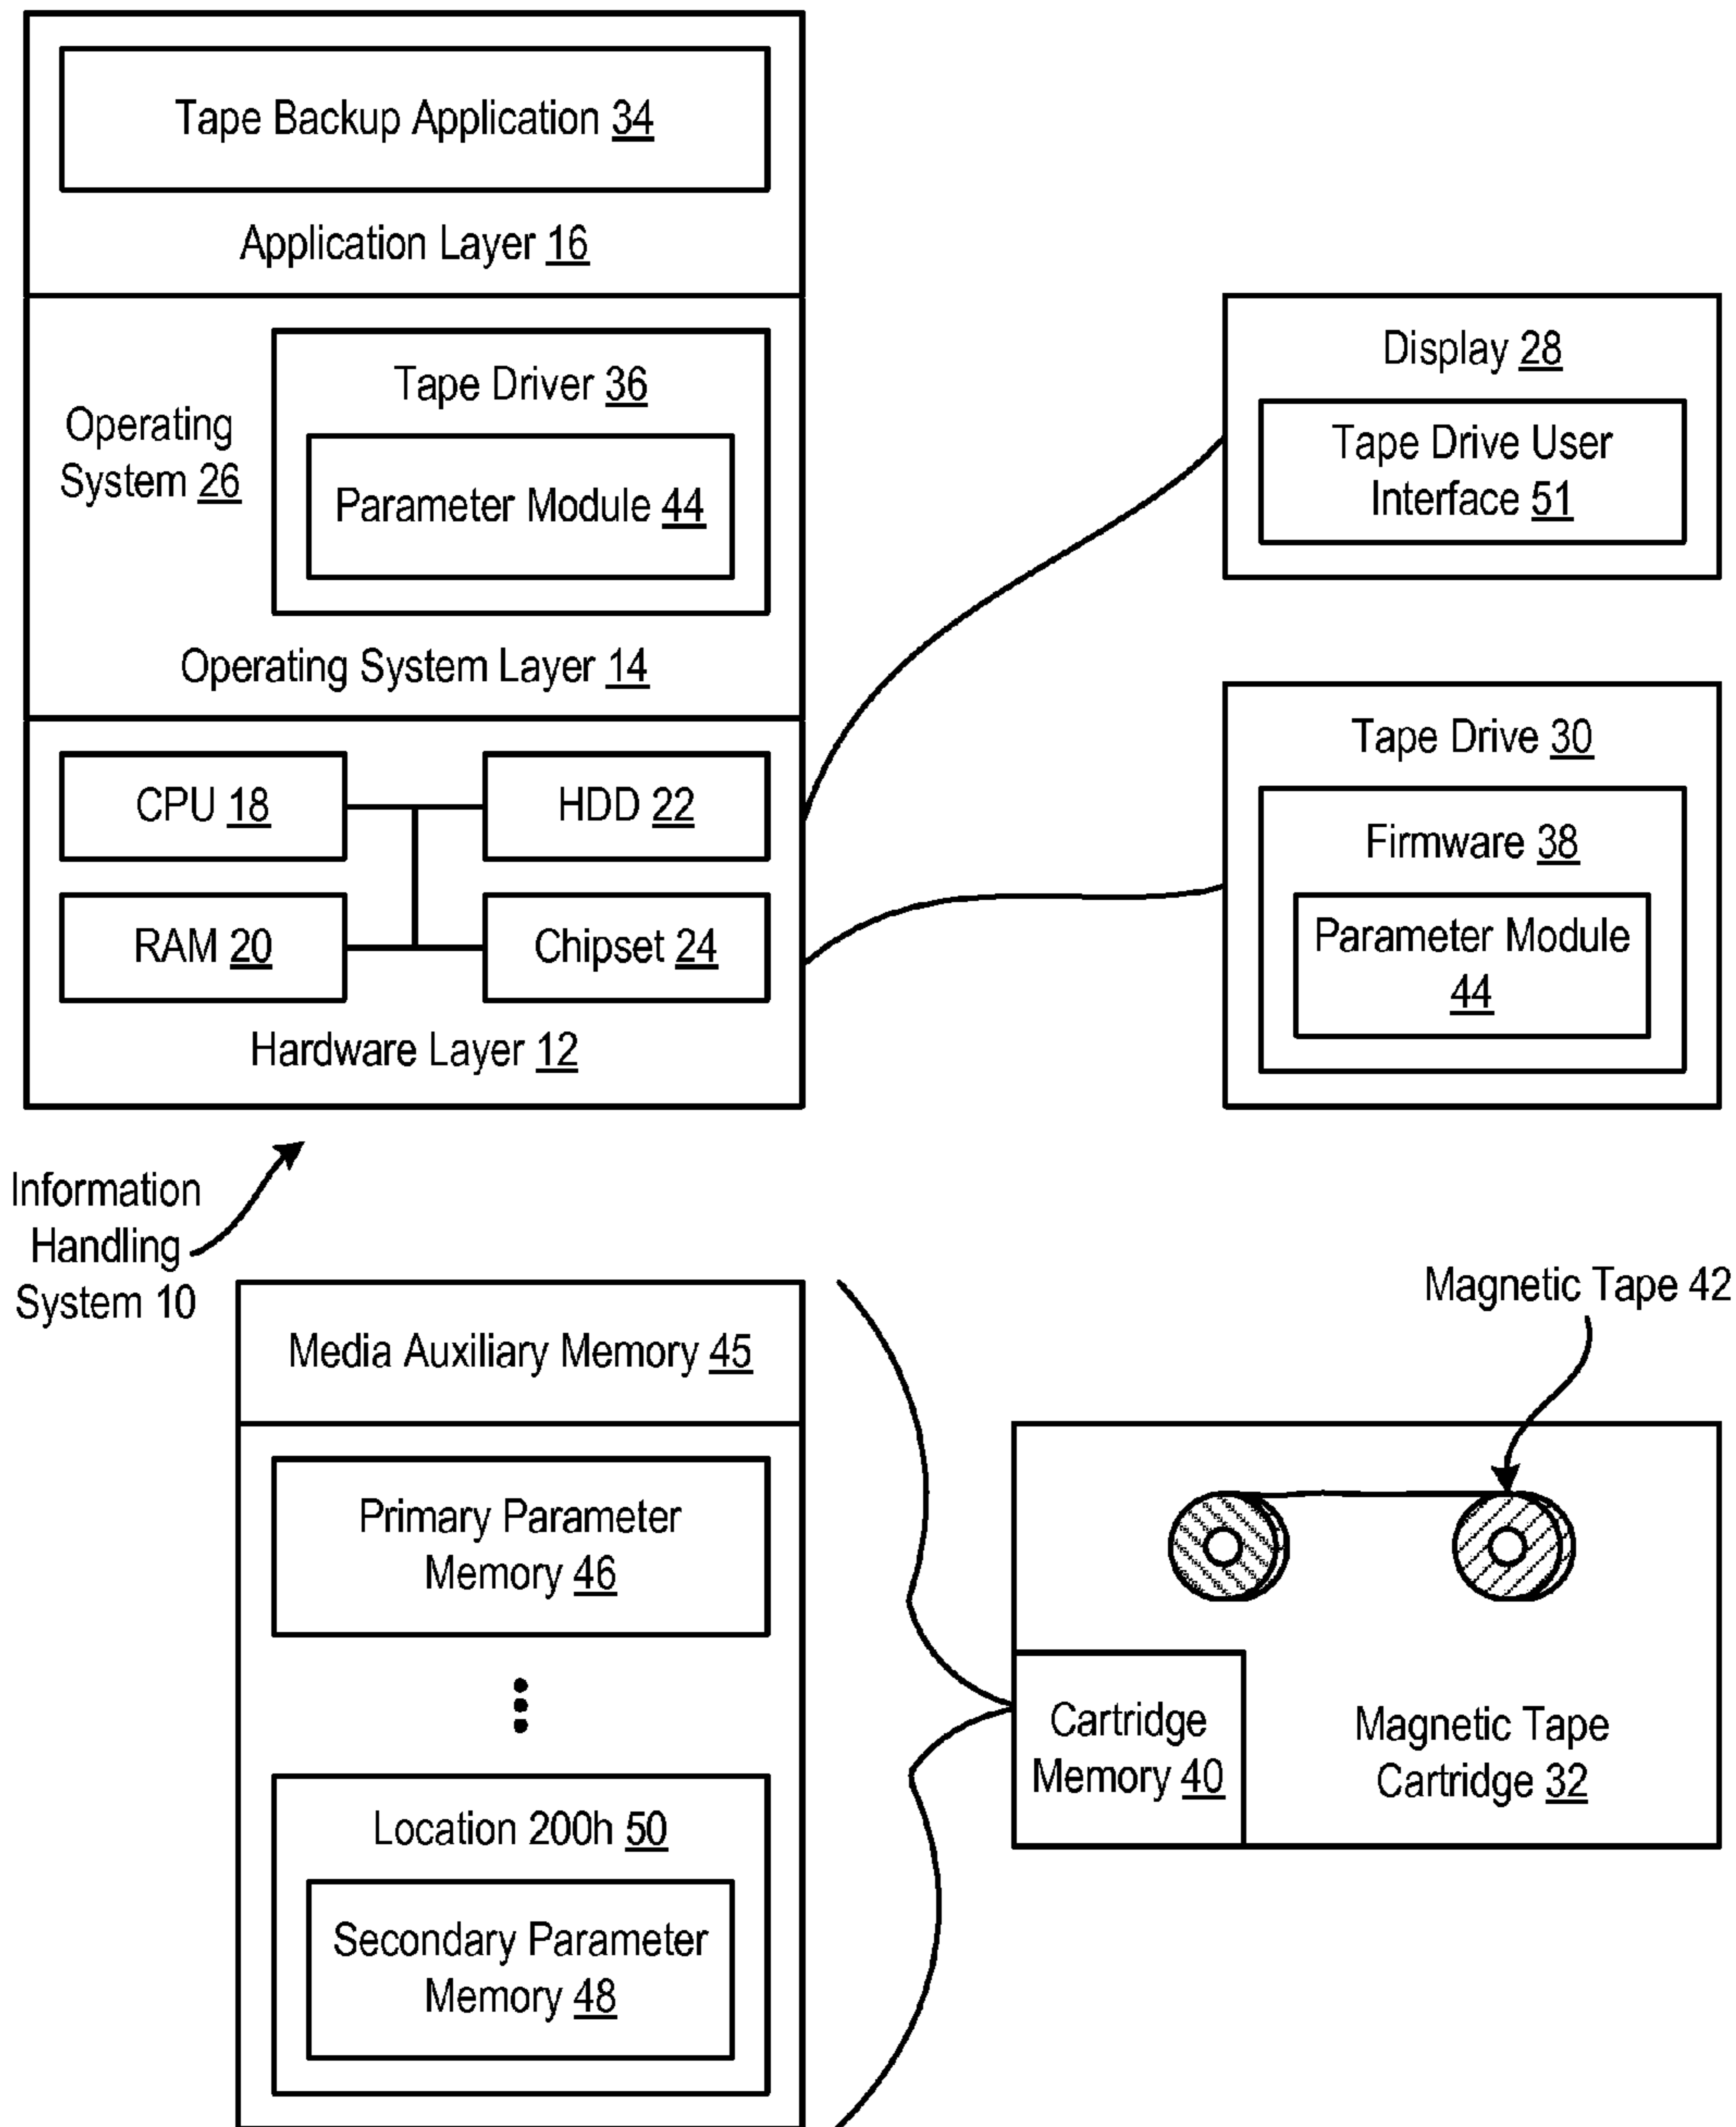 Tape Backup Application 34
Application Layer 16
Operating
System 26
Tape Driver 36
Parameter Module 44
Operating System Layer 14
CPU 18
HDD 22
RAM 20
Chipset 24
Hardware Layer 12
Display 28
Tape Drive User
Interface 51
Tape Drive 30
Firmware 38
Parameter Module
44
Information
Handling
System 10
Media Auxiliary Memory 45
Primary Parameter
Memory 46
Location 200h 50
Secondary Parameter
Memory 48
Magnetic Tape 42
Cartridge
Memory 40
Magnetic Tape
Cartridge 32